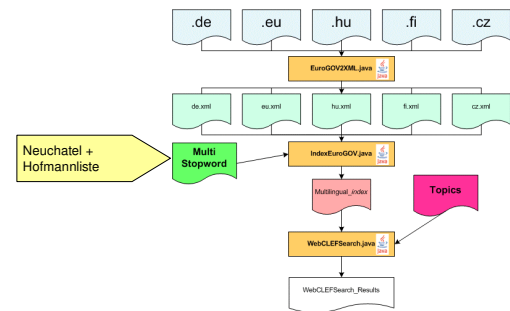 .de .eu .hu .fi .cz
EuroGOV2XML.java
de.xml eu.xml hu.xml fi.xml cz.xml
Neuchatel +
Hofmannliste
Multi
Stopword
IndexEuroGOV.java
Multilingual_index
Topics
WebCLEFSearch.java
WebCLEFSearch_Results